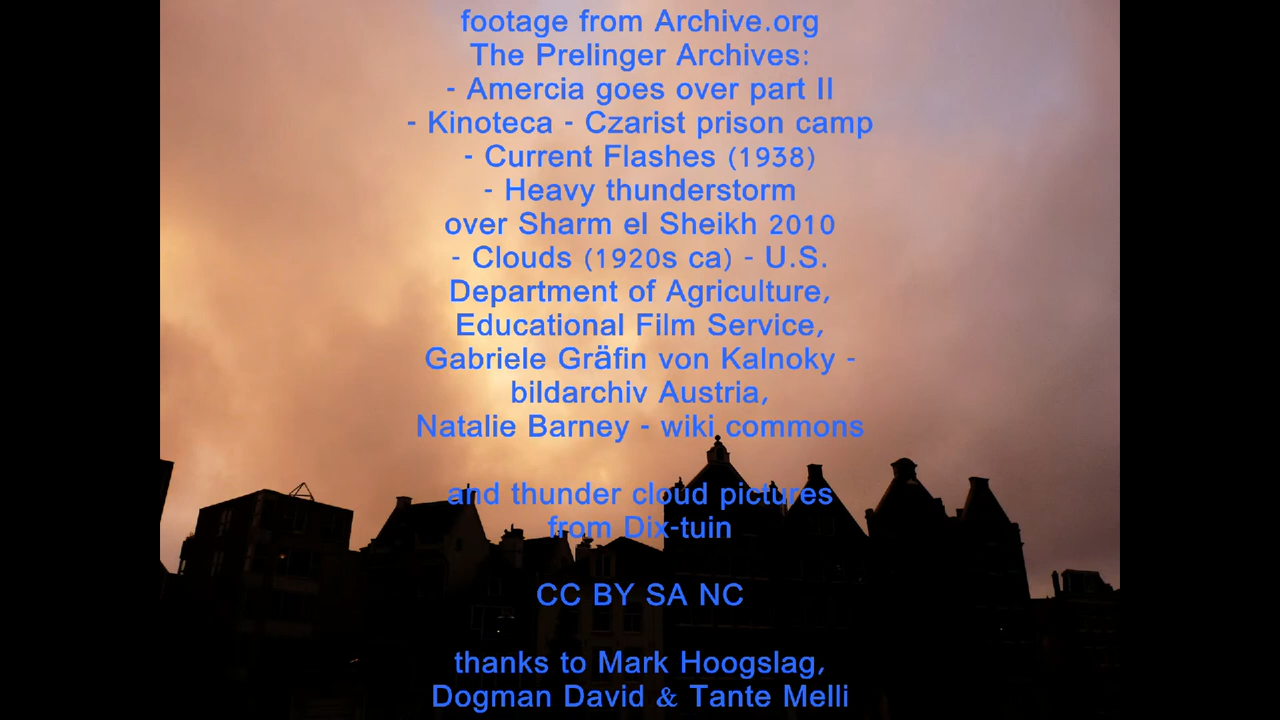 footage from Archive.org
The Prelinger Archives:
- Amercia goes over part II
- Kinoteca - Czarist prison camp
- Current Flashes (1938)
- Heavy thunderstorm
over Sharm el Sheikh 2010
- Clouds (1920s ca) - U.S.
Department of Agriculture,
Educational Film Service,
Gabriele Gräfin von Kalnoky -
bildarchiv Austria,
Natalie Barney - wiki commons
and thunder cloud pictures
from Dix-tuin
CC BY SA NC
thanks to Mark Hoogslag,
Dogman David & Tante Melli